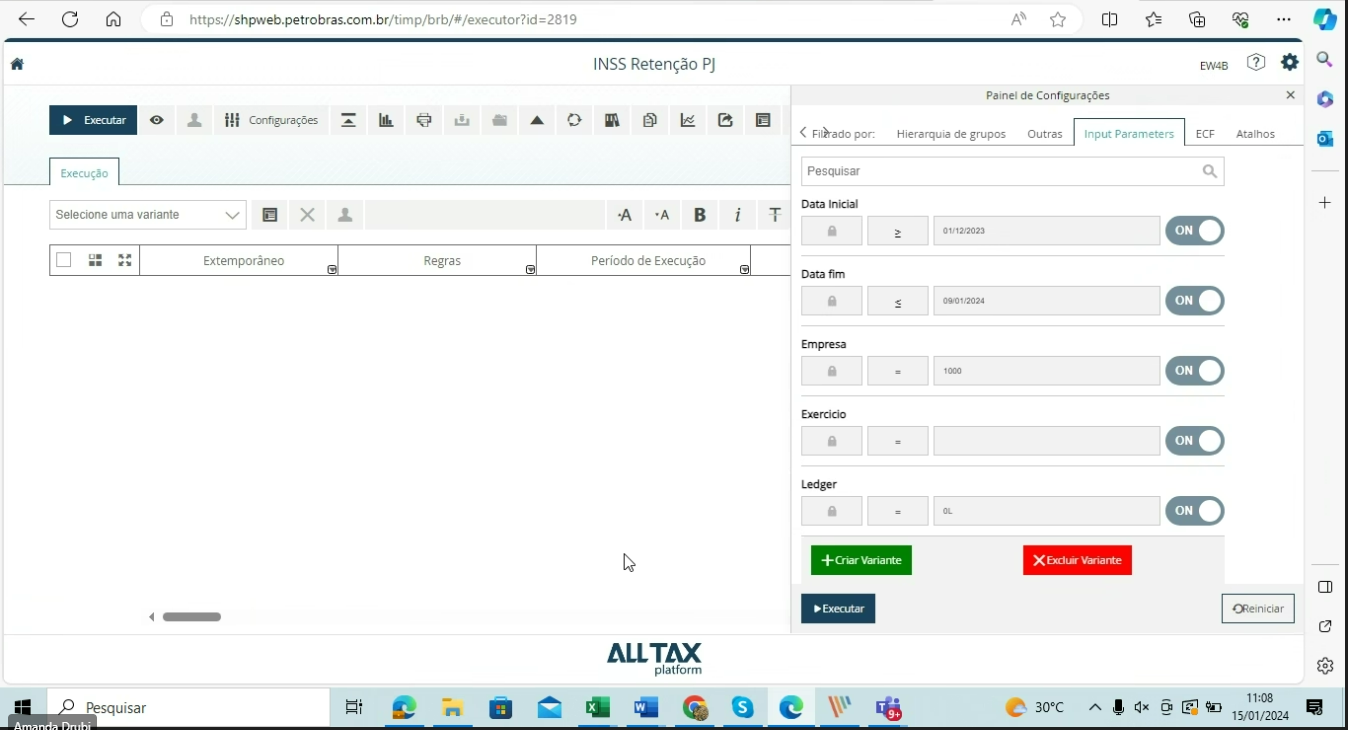 https://shpweb.petrobras.com.br/timp/brb/#/executor?id=2819
INSS Retenção PJ
EW4B
Executar
Configurações
Painel de Configurações
Filtrado por:
Hierarquia de grupos
Outras
Input Parameters
ECF
Atalhos
Execução
Pesquisar
Selecione uma variante
A
A
B
i
T
Extemporâneo
Regras
Período de Execução
Data Inicial
≥
01/12/2023
ON
Data fim
≤
09/01/2024
ON
Empresa
=
1000
ON
Exercicio
=
ON
Ledger
=
0L
ON
Criar Variante
Excluir Variante
Executar
Reiniciar
ALL TAX
platform
Pesquisar
9+
30°C
11:08
15/01/2024
Amanda Drubi